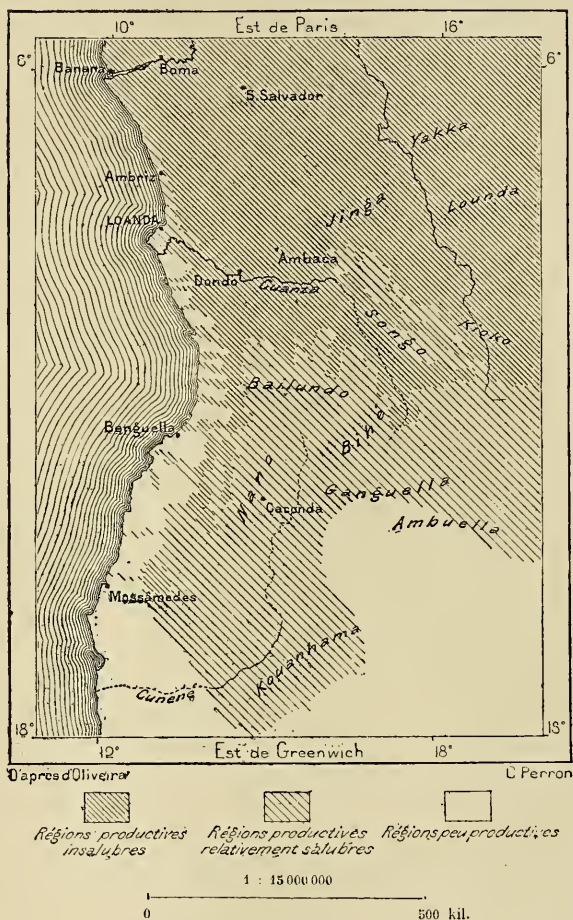 10° Est de Paris 16°
6° 6°
Banana Boma
S. Salvador
Yakka
Ambriz
Jinga Lounda
LOANDA
Ambaca
Dondo
Cuanza
Songo
Kioko
Bailundo
Benguella
Bihé
Nano
Ganguella
Caconda
Ambuella
Mossâmedes
Kouanhama
Cunene
18° 18°
12° Est de Greenwich 18°
D'après d'Oliveira C Perron
Régions productives insalubres
Régions productives relativement salubres
Régions peu productives
1 : 15 000 000
0 500 kil.